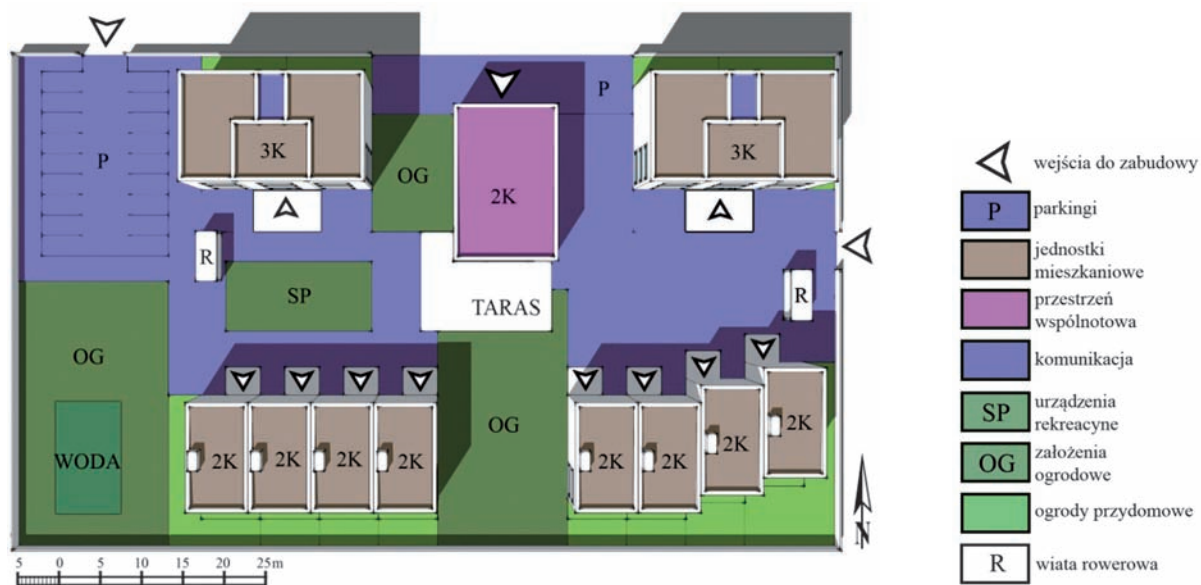 P
P
3K
3K
OG
2K
R
R
SP
TARAS
OG
WODA
OG
2K
2K
2K
2K
2K
2K
2K
2K
5 0 5 10 15 20 25m
N
wejścia do zabudowy
P parkingi
jednostki
mieszkaniowe
przestrzeń
wspólnotowa
komunikacja
SP urządzenia
rekreacyne
OG założenia
ogrodowe
ogrody przydomowe
R wiata rowerowa